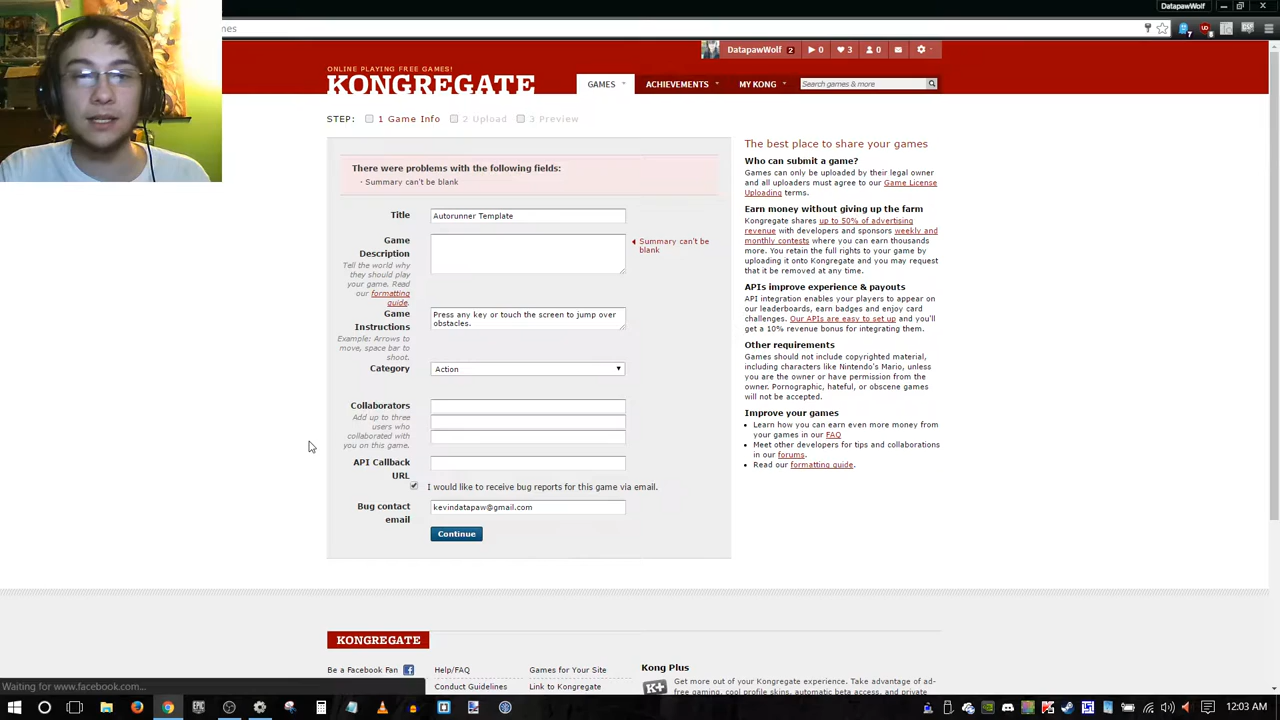 DatapawWolf
mes
DatapawWolf 2 0 3 0
ONLINE PLAYING FREE GAMES!
KONGREGATE
GAMES
ACHIEVEMENTS
MY KONG
Search games & more
STEP: 1 Game Info 2 Upload 3 Preview
There were problems with the following fields:
· Summary can't be blank
Title
Autorunner Template
Game
Description
Tell the world why
they should play
your game. Read
our formatting
guide.
Summary can't be
blank
Game
Instructions
Example: Arrows to
move, space bar to
shoot.
Press any key or touch the screen to jump over
obstacles.
Category
Action
Collaborators
Add up to three
users who
collaborated with
you on this game.
API Callback
URL
I would like to receive bug reports for this game via email.
Bug contact
email
kevindatapaw@gmail.com
Continue
The best place to share your games
Who can submit a game?
Games can only be uploaded by their legal owner
and all uploaders must agree to our Game License
Uploading terms.
Earn money without giving up the farm
Kongregate shares up to 50% of advertising
revenue with developers and sponsors weekly and
monthly contests where you can earn thousands
more. You retain the full rights to your game by
uploading it onto Kongregate and you may request
that it be removed at any time.
APIs improve experience & payouts
API integration enables your players to appear on
our leaderboards, earn badges and enjoy card
challenges. Our APIs are easy to set up and you'll
get a 10% revenue bonus for integrating them.
Other requirements
Games should not include copyrighted material,
including characters like Nintendo's Mario, unless
you are the owner or have permission from the
owner. Pornographic, hateful, or obscene games
will not be accepted.
Improve your games
• Learn how you can earn even more money from
your games in our FAQ
• Meet other developers for tips and collaborations
in our forums.
• Read our formatting guide.
KONGREGATE
Be a Facebook Fan
Help/FAQ
Conduct Guidelines
Games for Your Site
Link to Kongregate
Kong Plus
K+
Get more out of your Kongregate experience. Take advantage of ad-
free gaming, cool profile skins, automatic beta access, and private
Waiting for www.facebook.com...
12:03 AM